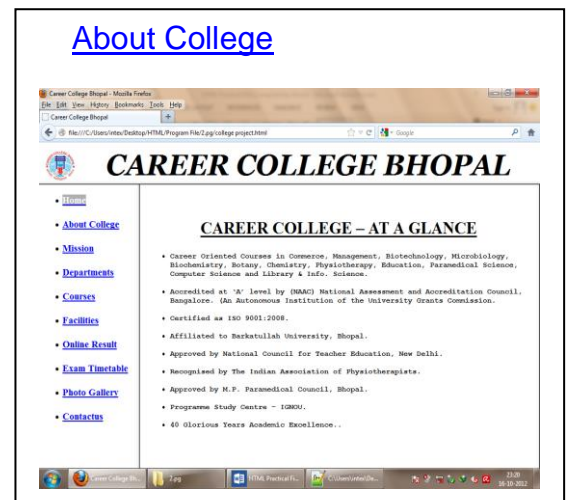 About College
Career College Bhopal - Mozilla Firefox
File Edit View History Bookmarks Tools Help
Career College Bhopal +
file:///C:/Users/intex/Desktop/HTML/Program File/2.pg/college project.html
Google
CAREER COLLEGE BHOPAL
• Home
• About College
• Mission
• Departments
• Courses
• Facilities
• Online Result
• Exam Timetable
• Photo Gallery
• Contactus
CAREER COLLEGE – AT A GLANCE
• Career Oriented Courses in Commerce, Management, Biotechnology, Microbiology,
Biochemistry, Botany, Chemistry, Physiotherapy, Education, Paramedical Science,
Computer Science and Library & Info. Science.
• Accredited at 'A' level by (NAAC) National Assessment and Accreditation Council,
Bangalore. (An Autonomous Institution of the University Grants Commission.
• Certified as ISO 9001:2008.
• Affiliated to Barkatullah University, Bhopal.
• Approved by National Council for Teacher Education, New Delhi.
• Recognised by The Indian Association of Physiotherapists.
• Approved by M.P. Paramedical Council, Bhopal.
• Programme Study Centre – IGNOU.
• 40 Glorious Years Academic Excellence..
Career College Bh...
2.pg
HTML Practical Fi...
C:\Users\intex\De...
23:20
16-10-2012